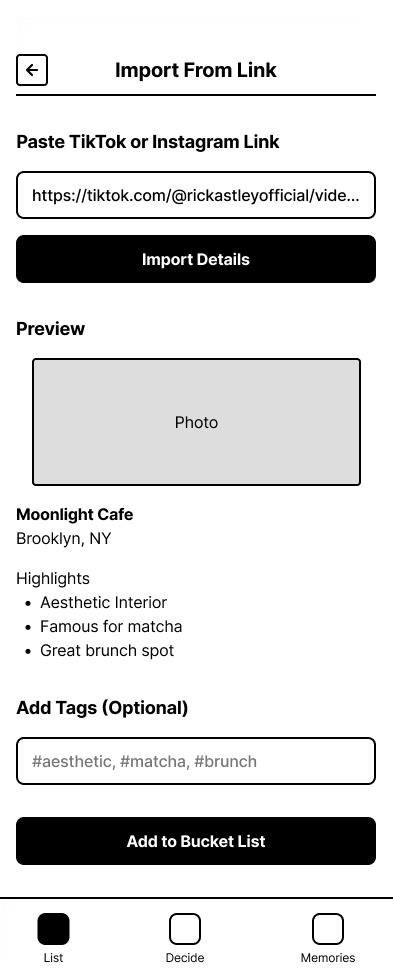 Import From Link
Paste TikTok or Instagram Link
https://tiktok.com/@rickastleyofficial/vide...
Import Details
Preview
Photo
Moonlight Cafe
Brooklyn, NY
Highlights
• Aesthetic Interior
• Famous for matcha
• Great brunch spot
Add Tags (Optional)
#aesthetic, #matcha, #brunch
Add to Bucket List
List
Decide
Memories